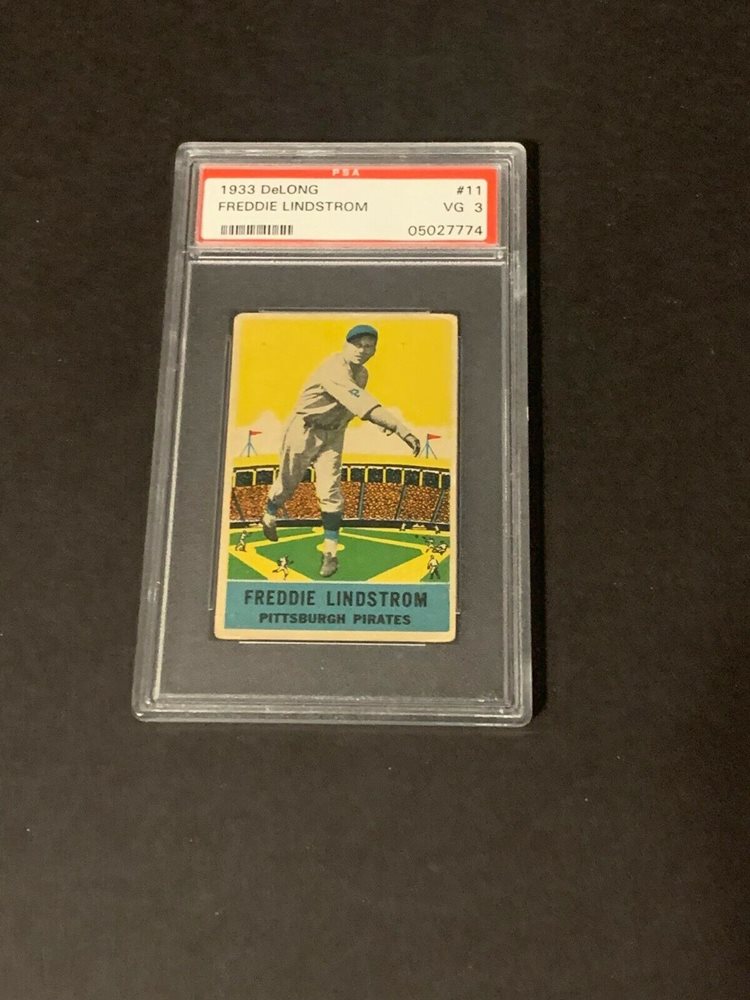 PSA
1933 DeLONG #11
FREDDIE LINDSTROM VG 3
05027774
FREDDIE LINDSTROM
PITTSBURGH PIRATES